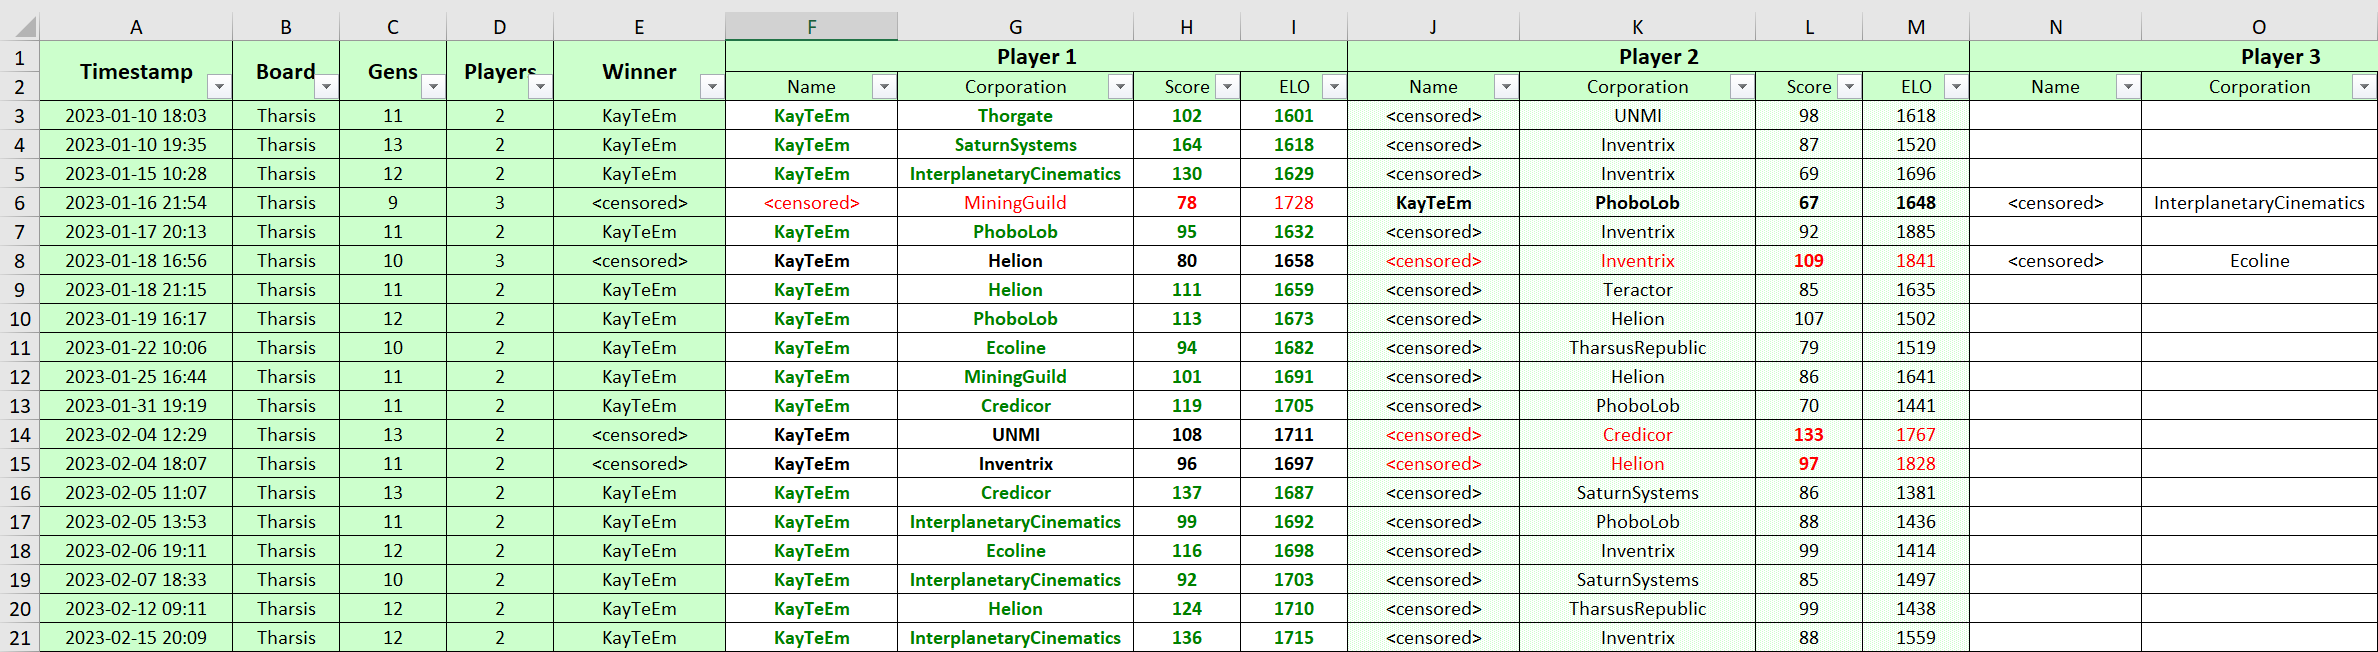 A B C D E F G H I J K L M N O
1 Timestamp Board Gens Players Winner Player 1 Player 2 Player 3
2 Name Corporation Score ELO Name Corporation Score ELO Name Corporation
3 2023-01-10 18:03 Tharsis 11 2 KayTeEm KayTeEm Thorgate 102 1601 <censored> UNMI 98 1618
4 2023-01-10 19:35 Tharsis 13 2 KayTeEm KayTeEm SaturnSystems 164 1618 <censored> Inventrix 87 1520
5 2023-01-15 10:28 Tharsis 12 2 KayTeEm KayTeEm InterplanetaryCinematics 130 1629 <censored> Inventrix 69 1696
6 2023-01-16 21:54 Tharsis 9 3 <censored> <censored> MiningGuild 78 1728 KayTeEm PhoboLob 67 1648 <censored> InterplanetaryCinematics
7 2023-01-17 20:13 Tharsis 11 2 KayTeEm KayTeEm PhoboLob 95 1632 <censored> Inventrix 92 1885
8 2023-01-18 16:56 Tharsis 10 3 <censored> KayTeEm Helion 80 1658 <censored> Inventrix 109 1841 <censored> Ecoline
9 2023-01-18 21:15 Tharsis 11 2 KayTeEm KayTeEm Helion 111 1659 <censored> Teractor 85 1635
10 2023-01-19 16:17 Tharsis 12 2 KayTeEm KayTeEm PhoboLob 113 1673 <censored> Helion 107 1502
11 2023-01-22 10:06 Tharsis 10 2 KayTeEm KayTeEm Ecoline 94 1682 <censored> TharsusRepublic 79 1519
12 2023-01-25 16:44 Tharsis 11 2 KayTeEm KayTeEm MiningGuild 101 1691 <censored> Helion 86 1641
13 2023-01-31 19:19 Tharsis 11 2 KayTeEm KayTeEm Credicor 119 1705 <censored> PhoboLob 70 1441
14 2023-02-04 12:29 Tharsis 13 2 <censored> KayTeEm UNMI 108 1711 <censored> Credicor 133 1767
15 2023-02-04 18:07 Tharsis 11 2 <censored> KayTeEm Inventrix 96 1697 <censored> Helion 97 1828
16 2023-02-05 11:07 Tharsis 13 2 KayTeEm KayTeEm Credicor 137 1687 <censored> SaturnSystems 86 1381
17 2023-02-05 13:53 Tharsis 11 2 KayTeEm KayTeEm InterplanetaryCinematics 99 1692 <censored> PhoboLob 88 1436
18 2023-02-06 19:11 Tharsis 12 2 KayTeEm KayTeEm Ecoline 116 1698 <censored> Inventrix 99 1414
19 2023-02-07 18:33 Tharsis 10 2 KayTeEm KayTeEm InterplanetaryCinematics 92 1703 <censored> SaturnSystems 85 1497
20 2023-02-12 09:11 Tharsis 12 2 KayTeEm KayTeEm Helion 124 1710 <censored> TharsusRepublic 99 1438
21 2023-02-15 20:09 Tharsis 12 2 KayTeEm KayTeEm InterplanetaryCinematics 136 1715 <censored> Inventrix 88 1559